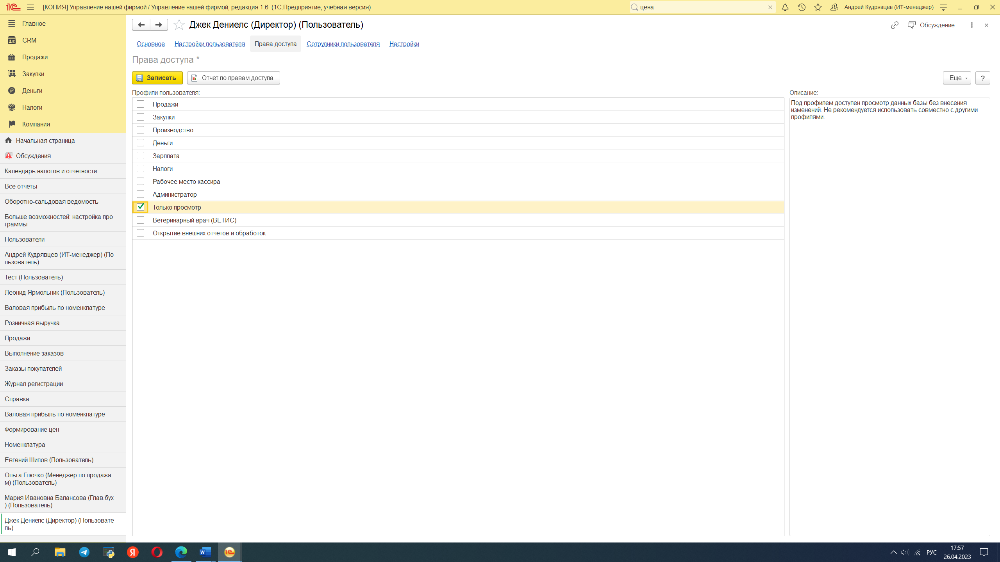 1С [КОПИЯ] Управление нашей фирмой / Управление нашей фирмой, редакция 1.6 (1С:Предприятие, учебная версия) цена Андрей Кудрявцев (ИТ-менеджер)
Главное
CRM
Продажи
Закупки
Деньги
Налоги
Компания
Начальная страница
Обсуждения
Календарь налогов и отчетности
Все отчеты
Оборотно-сальдовая ведомость
Больше возможностей: настройка про
граммы
Пользователи
Андрей Кудрявцев (ИТ-менеджер) (По
льзователь)
Тест (Пользователь)
Леонид Ярмольник (Пользователь)
Валовая прибыль по номенклатуре
Розничная выручка
Продажи
Выполнение заказов
Заказы покупателей
Журнал регистрации
Справка
Валовая прибыль по номенклатуре
Формирование цен
Номенклатура
Евгений Шилов (Пользователь)
Ольга Глючко (Менеджер по продажа
м) (Пользователь)
Мария Ивановна Балансова (Глав.бух
) (Пользователь)
Джек Дениелс (Директор) (Пользовате
ль)
Джек Дениелс (Директор) (Пользователь)
Обсуждение
Основное Настройки пользователя Права доступа Сотрудники пользователя Настройки
Права доступа *
Записать Отчет по правам доступа Еще ?
Профили пользователя:
Продажи
Закупки
Производство
Деньги
Зарплата
Налоги
Рабочее место кассира
Администратор
Только просмотр
Ветеринарный врач (ВЕТИС)
Открытие внешних отчетов и обработок
Описание:
Под профилем доступен просмотр данных базы без внесения
изменений. Не рекомендуется использовать совместно с другими
профилями.
Я W 1С РУС 17:57
26.04.2023